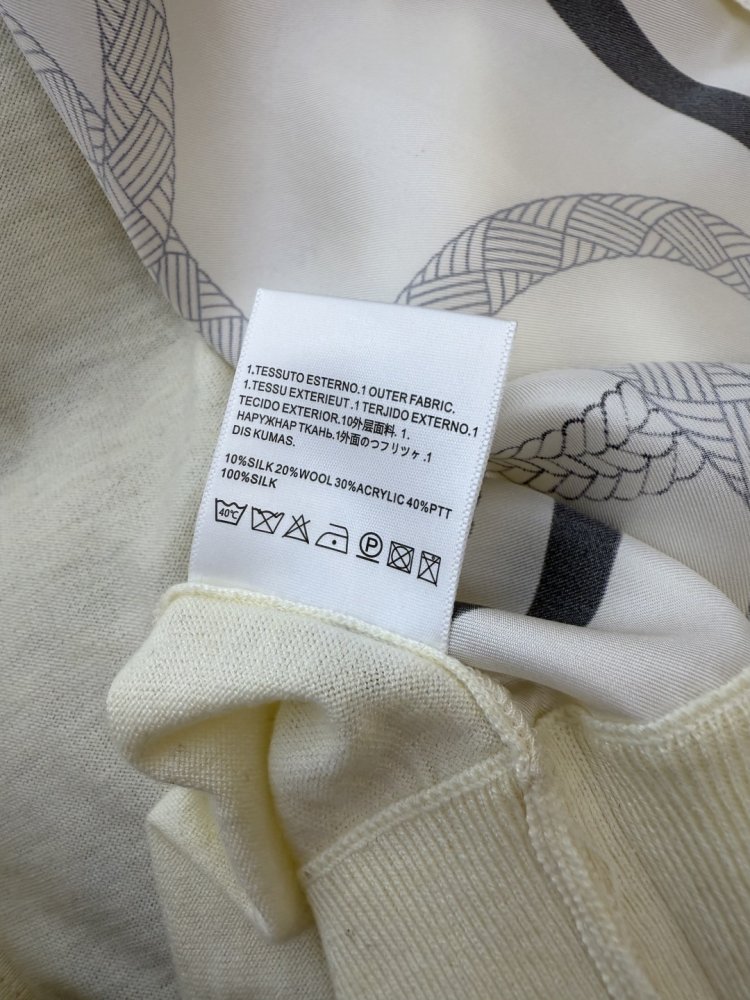 1.TESSUTO ESTERNO.1 OUTER FABRIC.
1.TESSU EXTERIEUT .1 TERJIDO EXTERNO.1
TECIDO EXTERIOR.10外层面料. 1.
НАРУЖНАР ТКАНЬ.1外面のつフリツヶ .1
DIS KUMAS.
10%SILK 20%WOOL 30%ACRYLIC 40%PTT
100%SILK
40℃
P